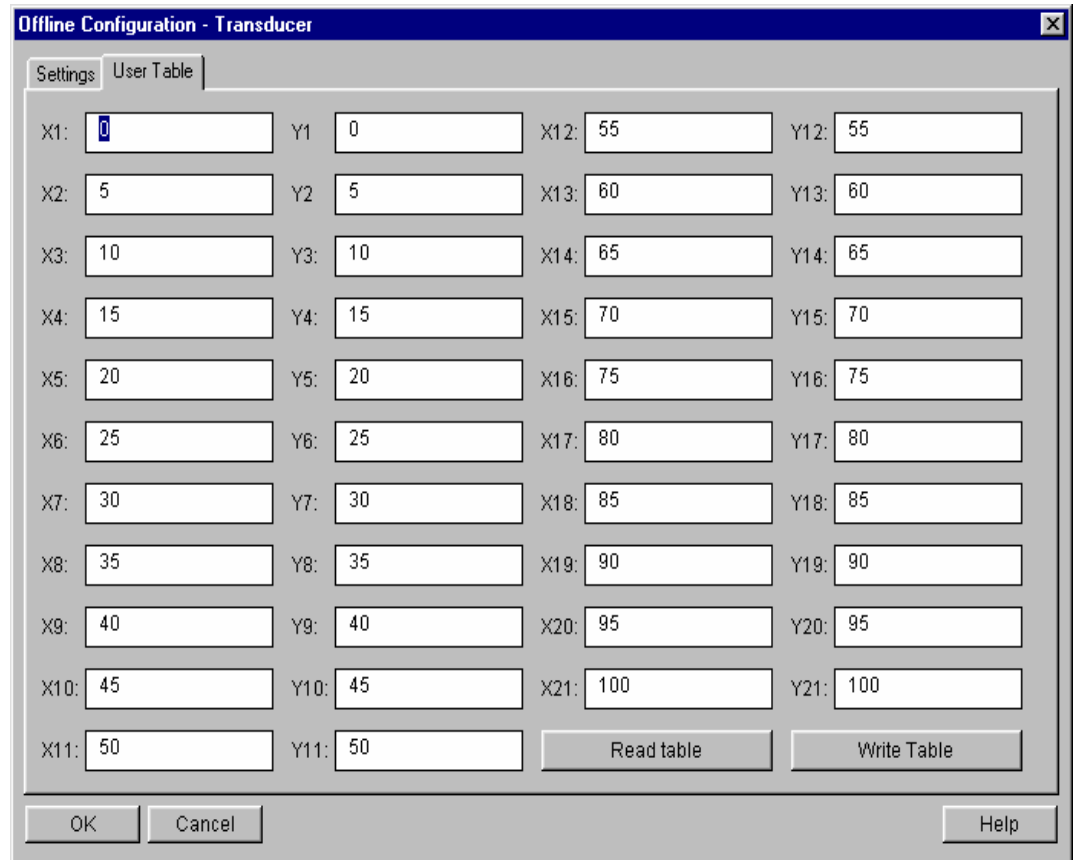 Offline Configuration - Transducer
Settings User Table
X1: 0 Y1 0 X12: 55 Y12: 55
X2: 5 Y2 5 X13: 60 Y13: 60
X3: 10 Y3: 10 X14: 65 Y14: 65
X4: 15 Y4: 15 X15: 70 Y15: 70
X5: 20 Y5: 20 X16: 75 Y16: 75
X6: 25 Y6: 25 X17: 80 Y17: 80
X7: 30 Y7: 30 X18: 85 Y18: 85
X8: 35 Y8: 35 X19: 90 Y19: 90
X9: 40 Y9: 40 X20: 95 Y20: 95
X10: 45 Y10: 45 X21: 100 Y21: 100
X11: 50 Y11: 50 Read table Write Table
OK Cancel Help